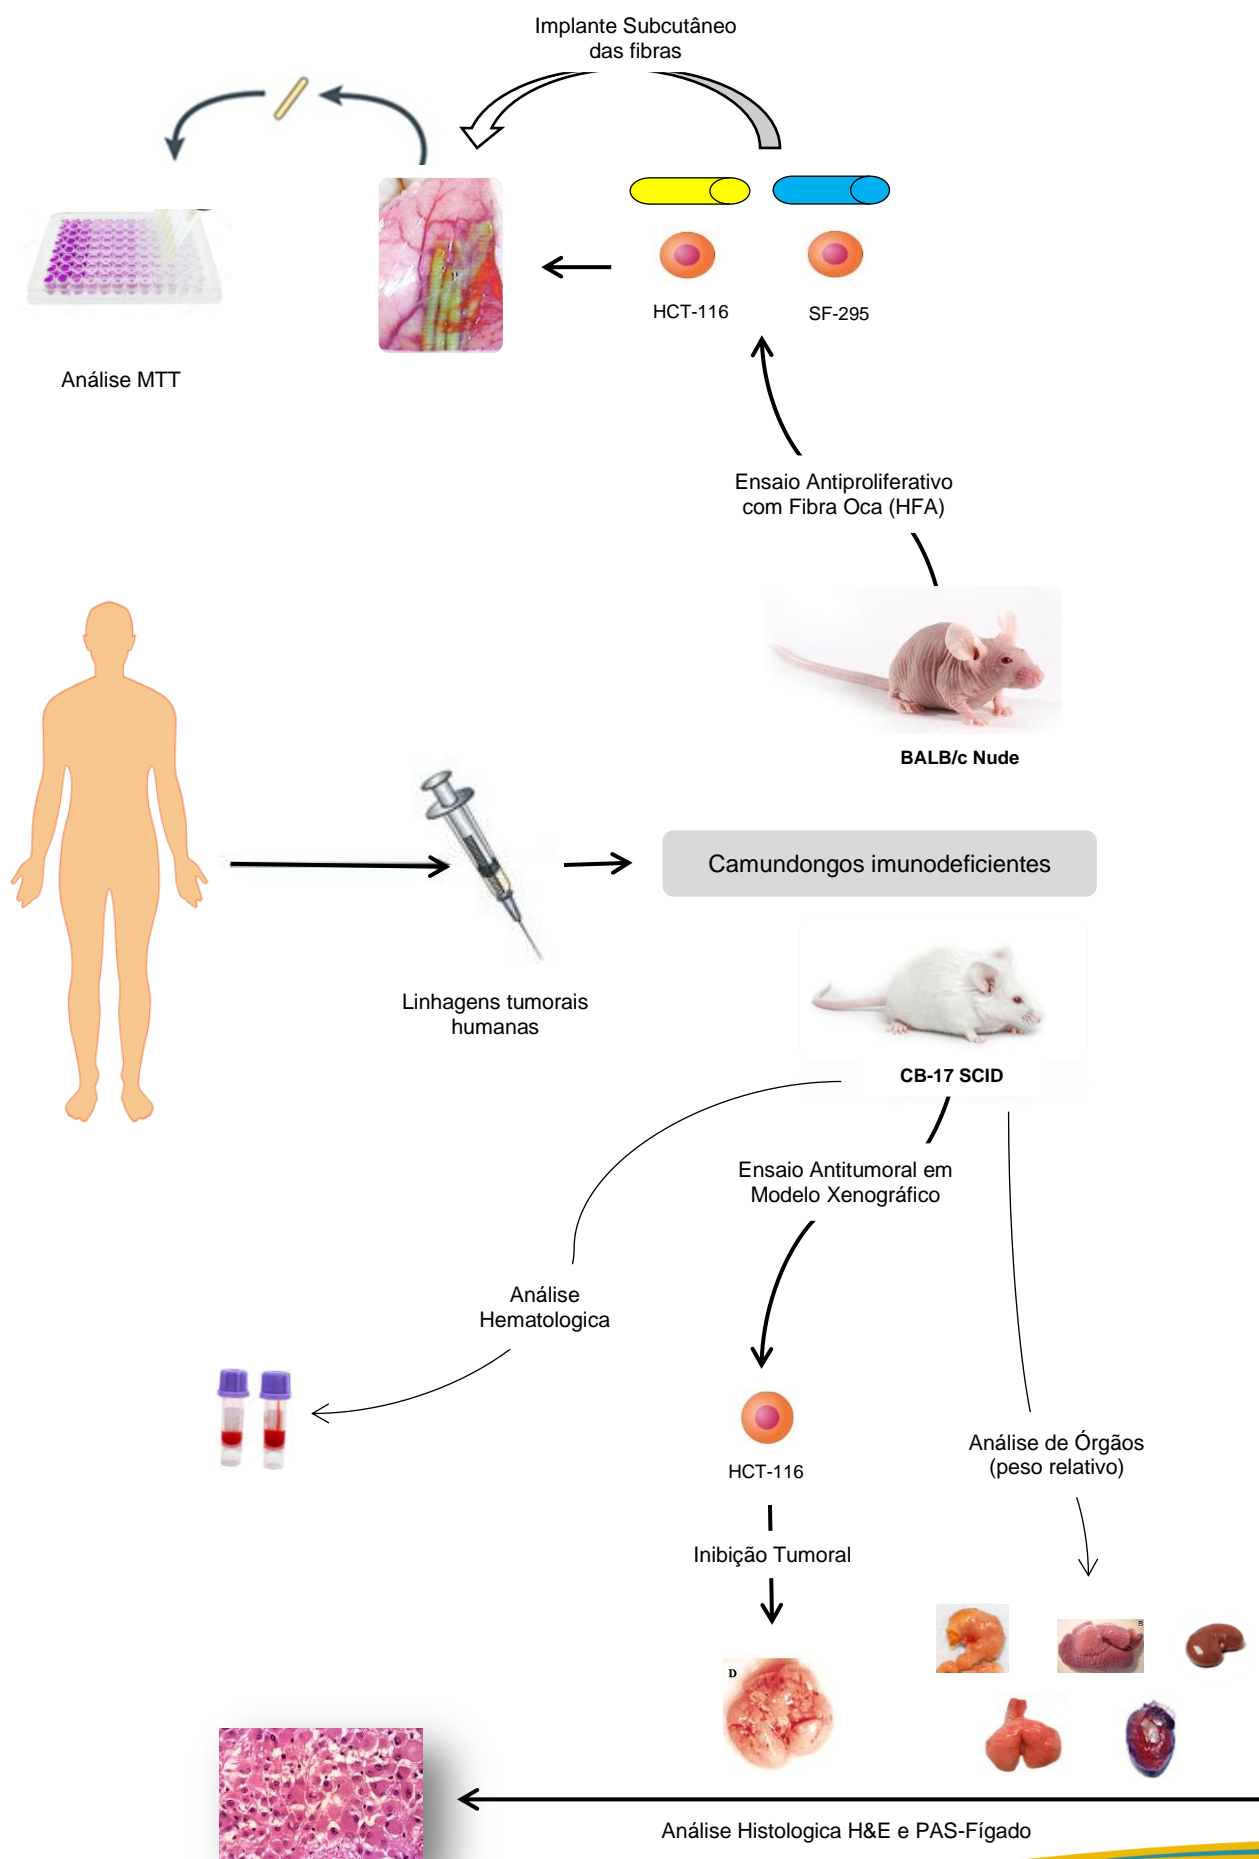 Implante Subcutâneo
das fibras
HCT-116
SF-295
Análise MTT
Ensaio Antiproliferativo
com Fibra Oca (HFA)
BALB/c Nude
Camundongos imunodeficientes
Linhagens tumorais
humanas
CB-17 SCID
Ensaio Antitumoral em
Modelo Xenográfico
Análise
Hematologica
HCT-116
Análise de Órgãos
(peso relativo)
Inibição Tumoral
D
Análise Histologica H&E e PAS-Fígado